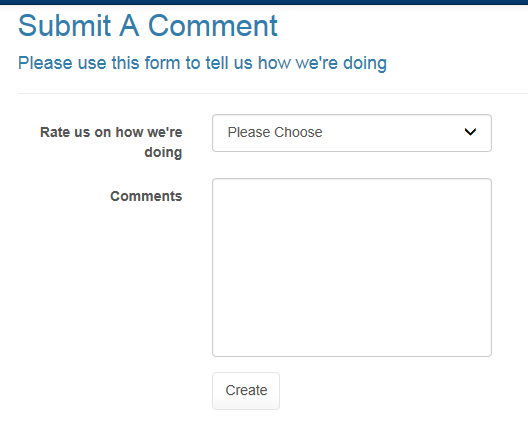 Submit A Comment
Please use this form to tell us how we're doing
Rate us on how we're
doing
Please Choose
Comments
Create